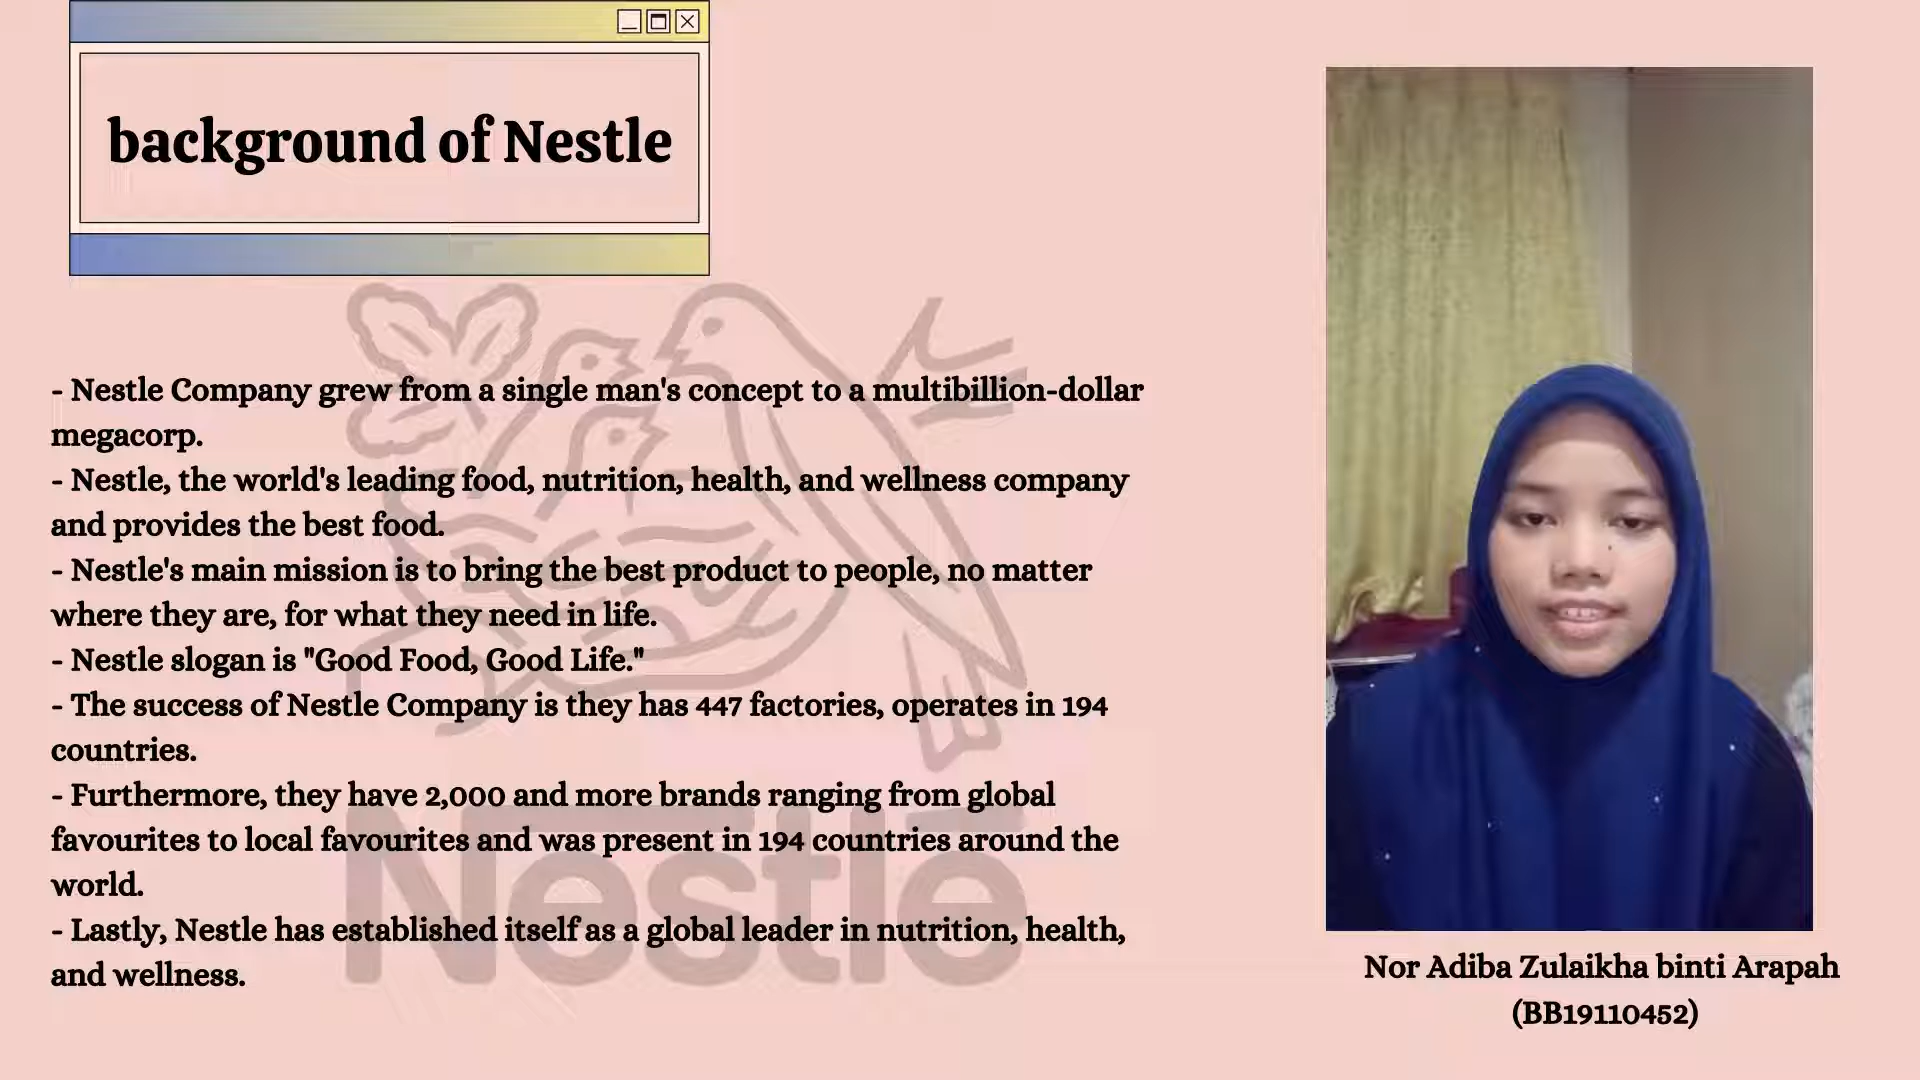 background of Nestle
- Nestle Company grew from a single man's concept to a multibillion-dollar
megacorp.
- Nestle, the world's leading food, nutrition, health, and wellness company
and provides the best food.
- Nestle's main mission is to bring the best product to people, no matter
where they are, for what they need in life.
- Nestle slogan is "Good Food, Good Life."
- The success of Nestle Company is they has 447 factories, operates in 194
countries.
- Furthermore, they have 2,000 and more brands ranging from global
favourites to local favourites and was present in 194 countries around the
world.
- Lastly, Nestle has established itself as a global leader in nutrition, health,
and wellness.
Nestlē
Nor Adiba Zulaikha binti Arapah
(BB19110452)